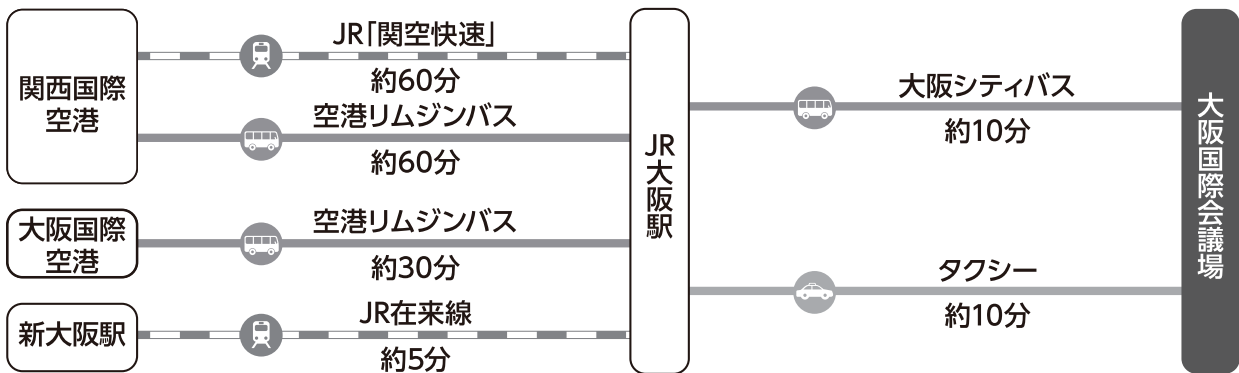 関西国際
空港
JR「関空快速」
約60分
空港リムジンバス
約60分
大阪国際
空港
空港リムジンバス
約30分
新大阪駅
JR在来線
約5分
JR大阪駅
大阪シティバス
約10分
タクシー
約10分
大阪国際会議場